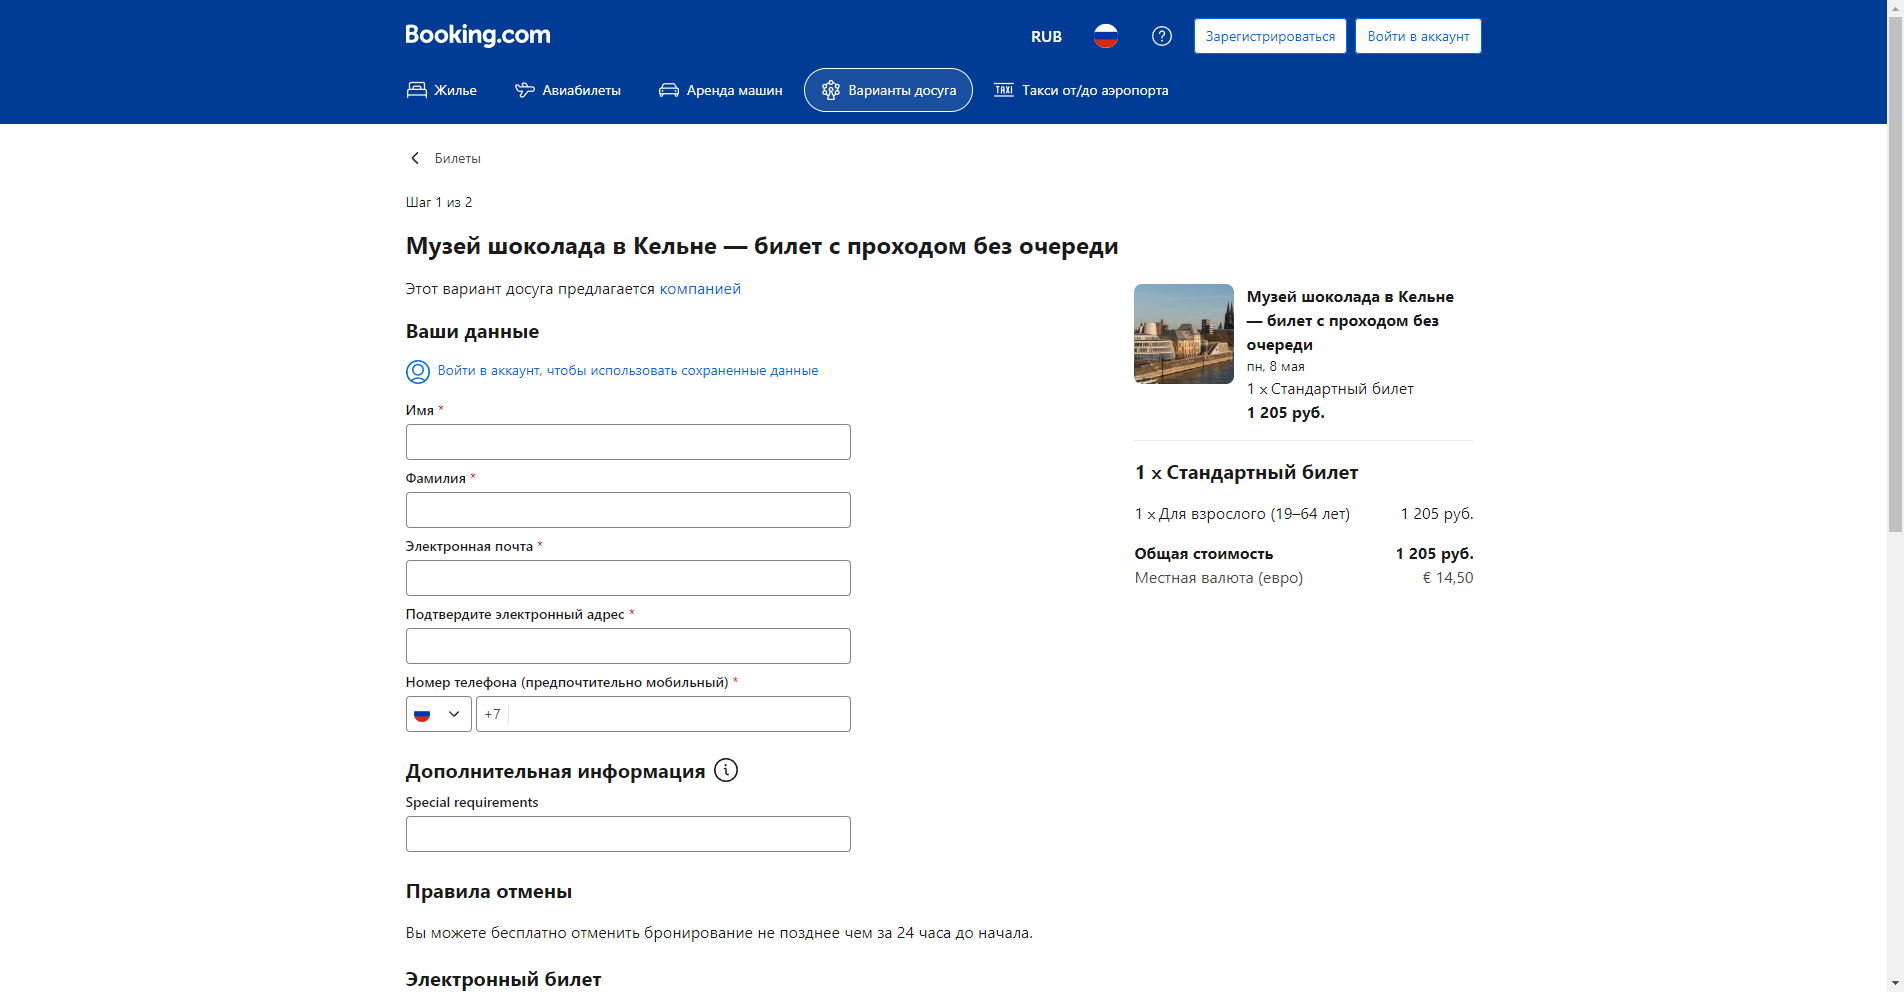 Booking.com
RUB
Зарегистрироваться
Войти в аккаунт
Жилье
Авиабилеты
Аренда машин
Варианты досуга
TAXI
Такси от/до аэропорта
Билеты
Шаг 1 из 2
Музей шоколада в Кельне — билет с проходом без очереди
Этот вариант досуга предлагается компанией
Ваши данные
Войти в аккаунт, чтобы использовать сохраненные данные
Имя *
Фамилия *
Электронная почта *
Подтвердите электронный адрес *
Номер телефона (предпочтительно мобильный) *
+7
Дополнительная информация
Special requirements
Правила отмены
Вы можете бесплатно отменить бронирование не позднее чем за 24 часа до начала.
Электронный билет
Музей шоколада в Кельне
— билет с проходом без
очереди
пн, 8 мая
1 x Стандартный билет
1 205 руб.
1 x Стандартный билет
1 x Для взрослого (19–64 лет) 1 205 руб.
Общая стоимость 1 205 руб.
Местная валюта (евро) € 14,50